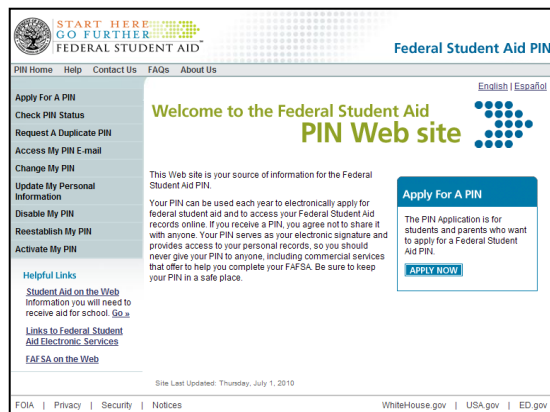 START HERE
GO FURTHER
FEDERAL STUDENT AID
Federal Student Aid PIN
PIN Home Help Contact Us FAQs About Us
English | Español
Apply For A PIN
Check PIN Status
Request A Duplicate PIN
Access My PIN E-mail
Change My PIN
Update My Personal
Information
Disable My PIN
Reestablish My PIN
Activate My PIN
Helpful Links
Student Aid on the Web
Information you will need to
receive aid for school. Go »
Links to Federal Student
Aid Electronic Services
FAFSA on the Web
Welcome to the Federal Student Aid
PIN Web site
This Web site is your source of information for the Federal
Student Aid PIN.
Your PIN can be used each year to electronically apply for
federal student aid and to access your Federal Student Aid
records online. If you receive a PIN, you agree not to share it
with anyone. Your PIN serves as your electronic signature and
provides access to your personal records, so you should
never give your PIN to anyone, including commercial services
that offer to help you complete your FAFSA. Be sure to keep
your PIN in a safe place.
Apply For A PIN
The PIN Application is for
students and parents who want
to apply for a Federal Student
Aid PIN.
APPLY NOW
Site Last Updated: Thursday, July 1, 2010
FOIA | Privacy | Security | Notices
WhiteHouse.gov | USA.gov | ED.gov